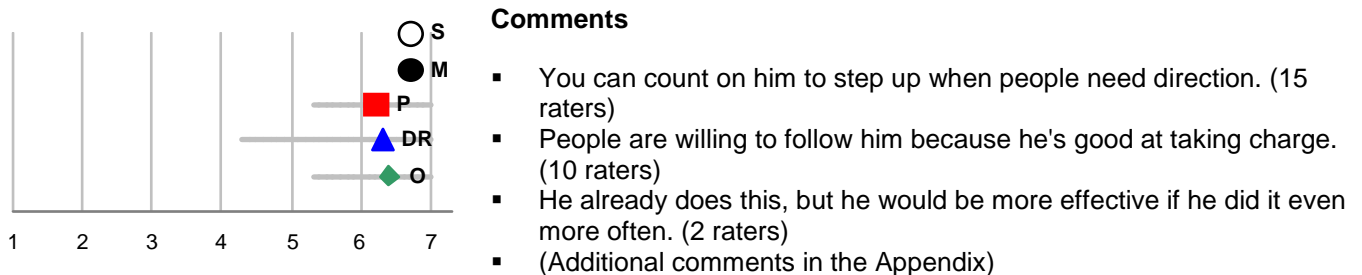 S
M
P
DR
O
1 2 3 4 5 6 7
Comments
▪ You can count on him to step up when people need direction. (15
raters)
▪ People are willing to follow him because he's good at taking charge.
(10 raters)
▪ He already does this, but he would be more effective if he did it even
more often. (2 raters)
▪ (Additional comments in the Appendix)